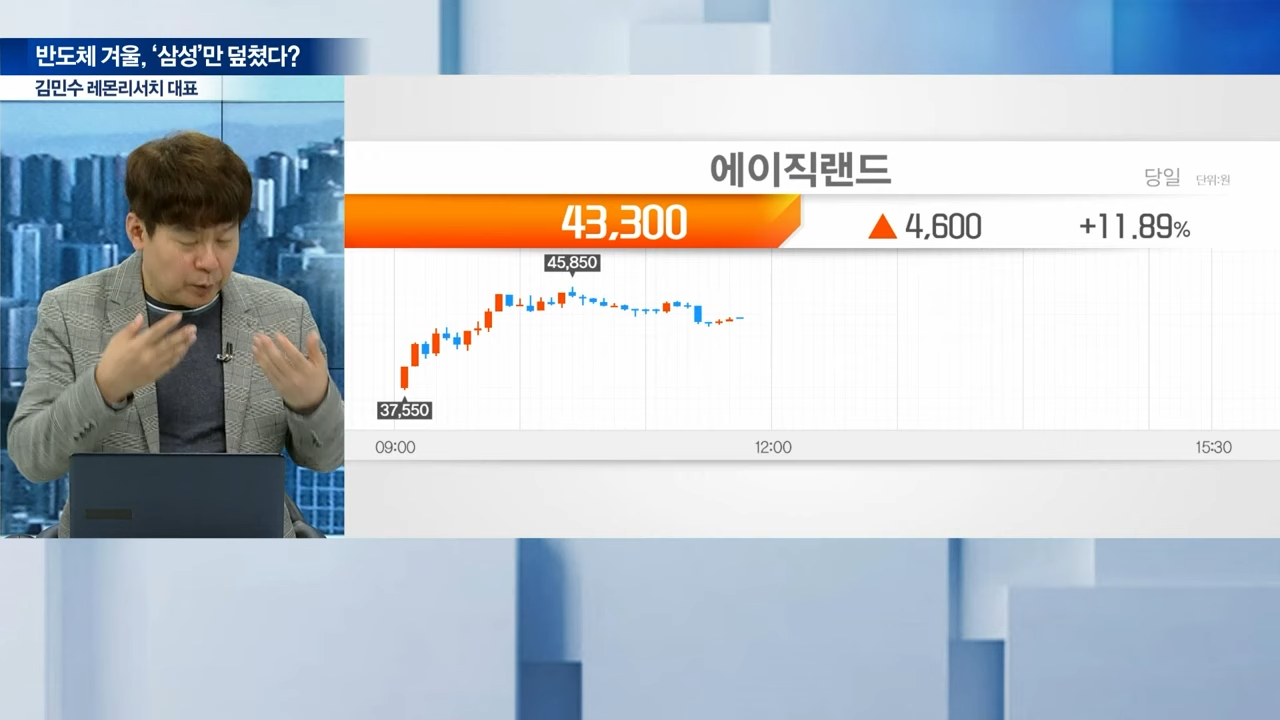 반도체 겨울, ‘삼성’만 덮쳤다?
김민수 레몬리서치 대표
에이직랜드
당일 단위:원
43,300 ▲ 4,600 +11.89%
45,850
37,550
09:00 12:00 15:30